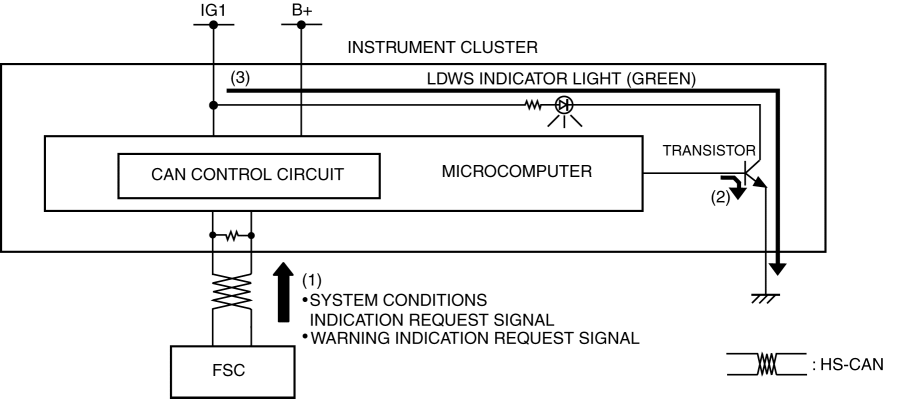 IG1
B+
INSTRUMENT CLUSTER
(3)
LDWS INDICATOR LIGHT (GREEN)
TRANSISTOR
CAN CONTROL CIRCUIT
MICROCOMPUTER
(2)
(1)
•SYSTEM CONDITIONS
INDICATION REQUEST SIGNAL
•WARNING INDICATION REQUEST SIGNAL
FSC
: HS-CAN